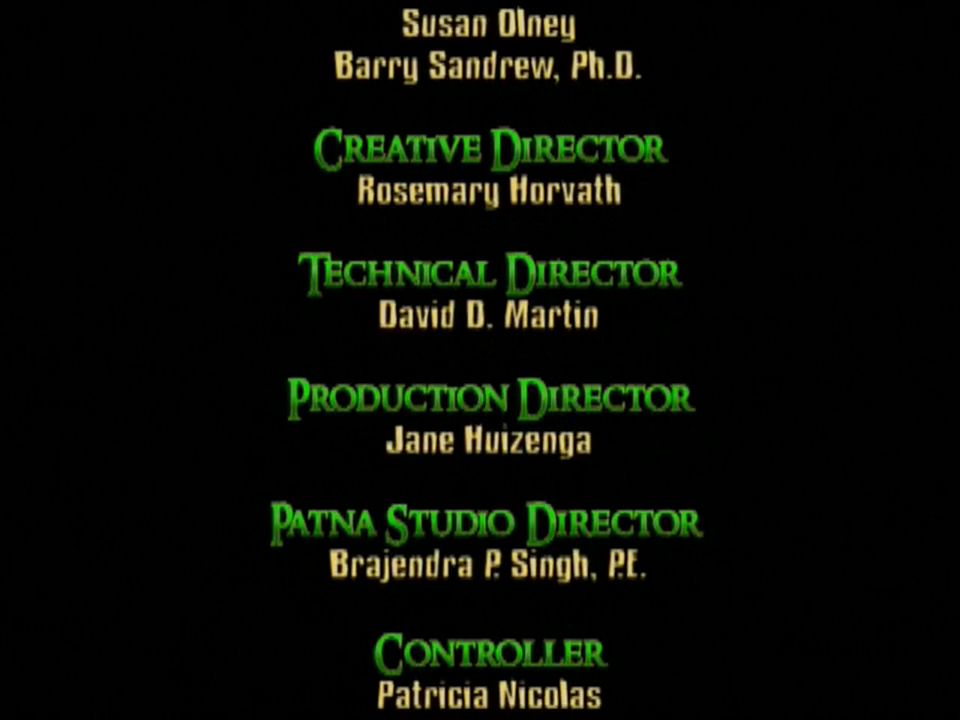 Susan Olney
Barry Sandrew, Ph.D.
CREATIVE DIRECTOR
Rosemary Horvath
TECHNICAL DIRECTOR
David D. Martin
PRODUCTION DIRECTOR
Jane Huizenga
PATNA STUDIO DIRECTOR
Brajendra P. Singh, P.E.
CONTROLLER
Patricia Nicolas